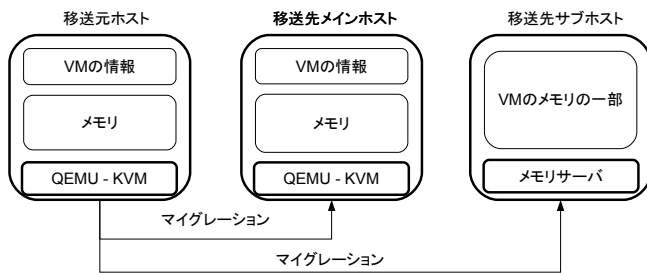 移送元ホスト
移送先メインホスト
移送先サブホスト
VMの情報
VMの情報
VMのメモリの一部
メモリ
メモリ
QEMU - KVM
QEMU - KVM
メモリサーバ
マイグレーション
マイグレーション